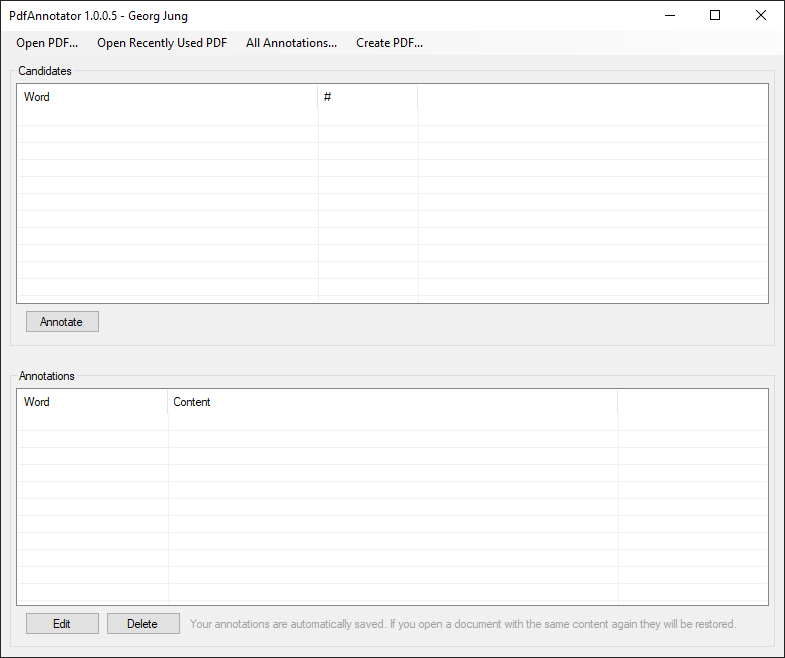 PdfAnnotator 1.0.0.5 - Georg Jung
Open PDF... Open Recently Used PDF All Annotations... Create PDF...
Candidates
Word #
Annotate
Annotations
Word Content
Edit Delete Your annotations are automatically saved. If you open a document with the same content again they will be restored.